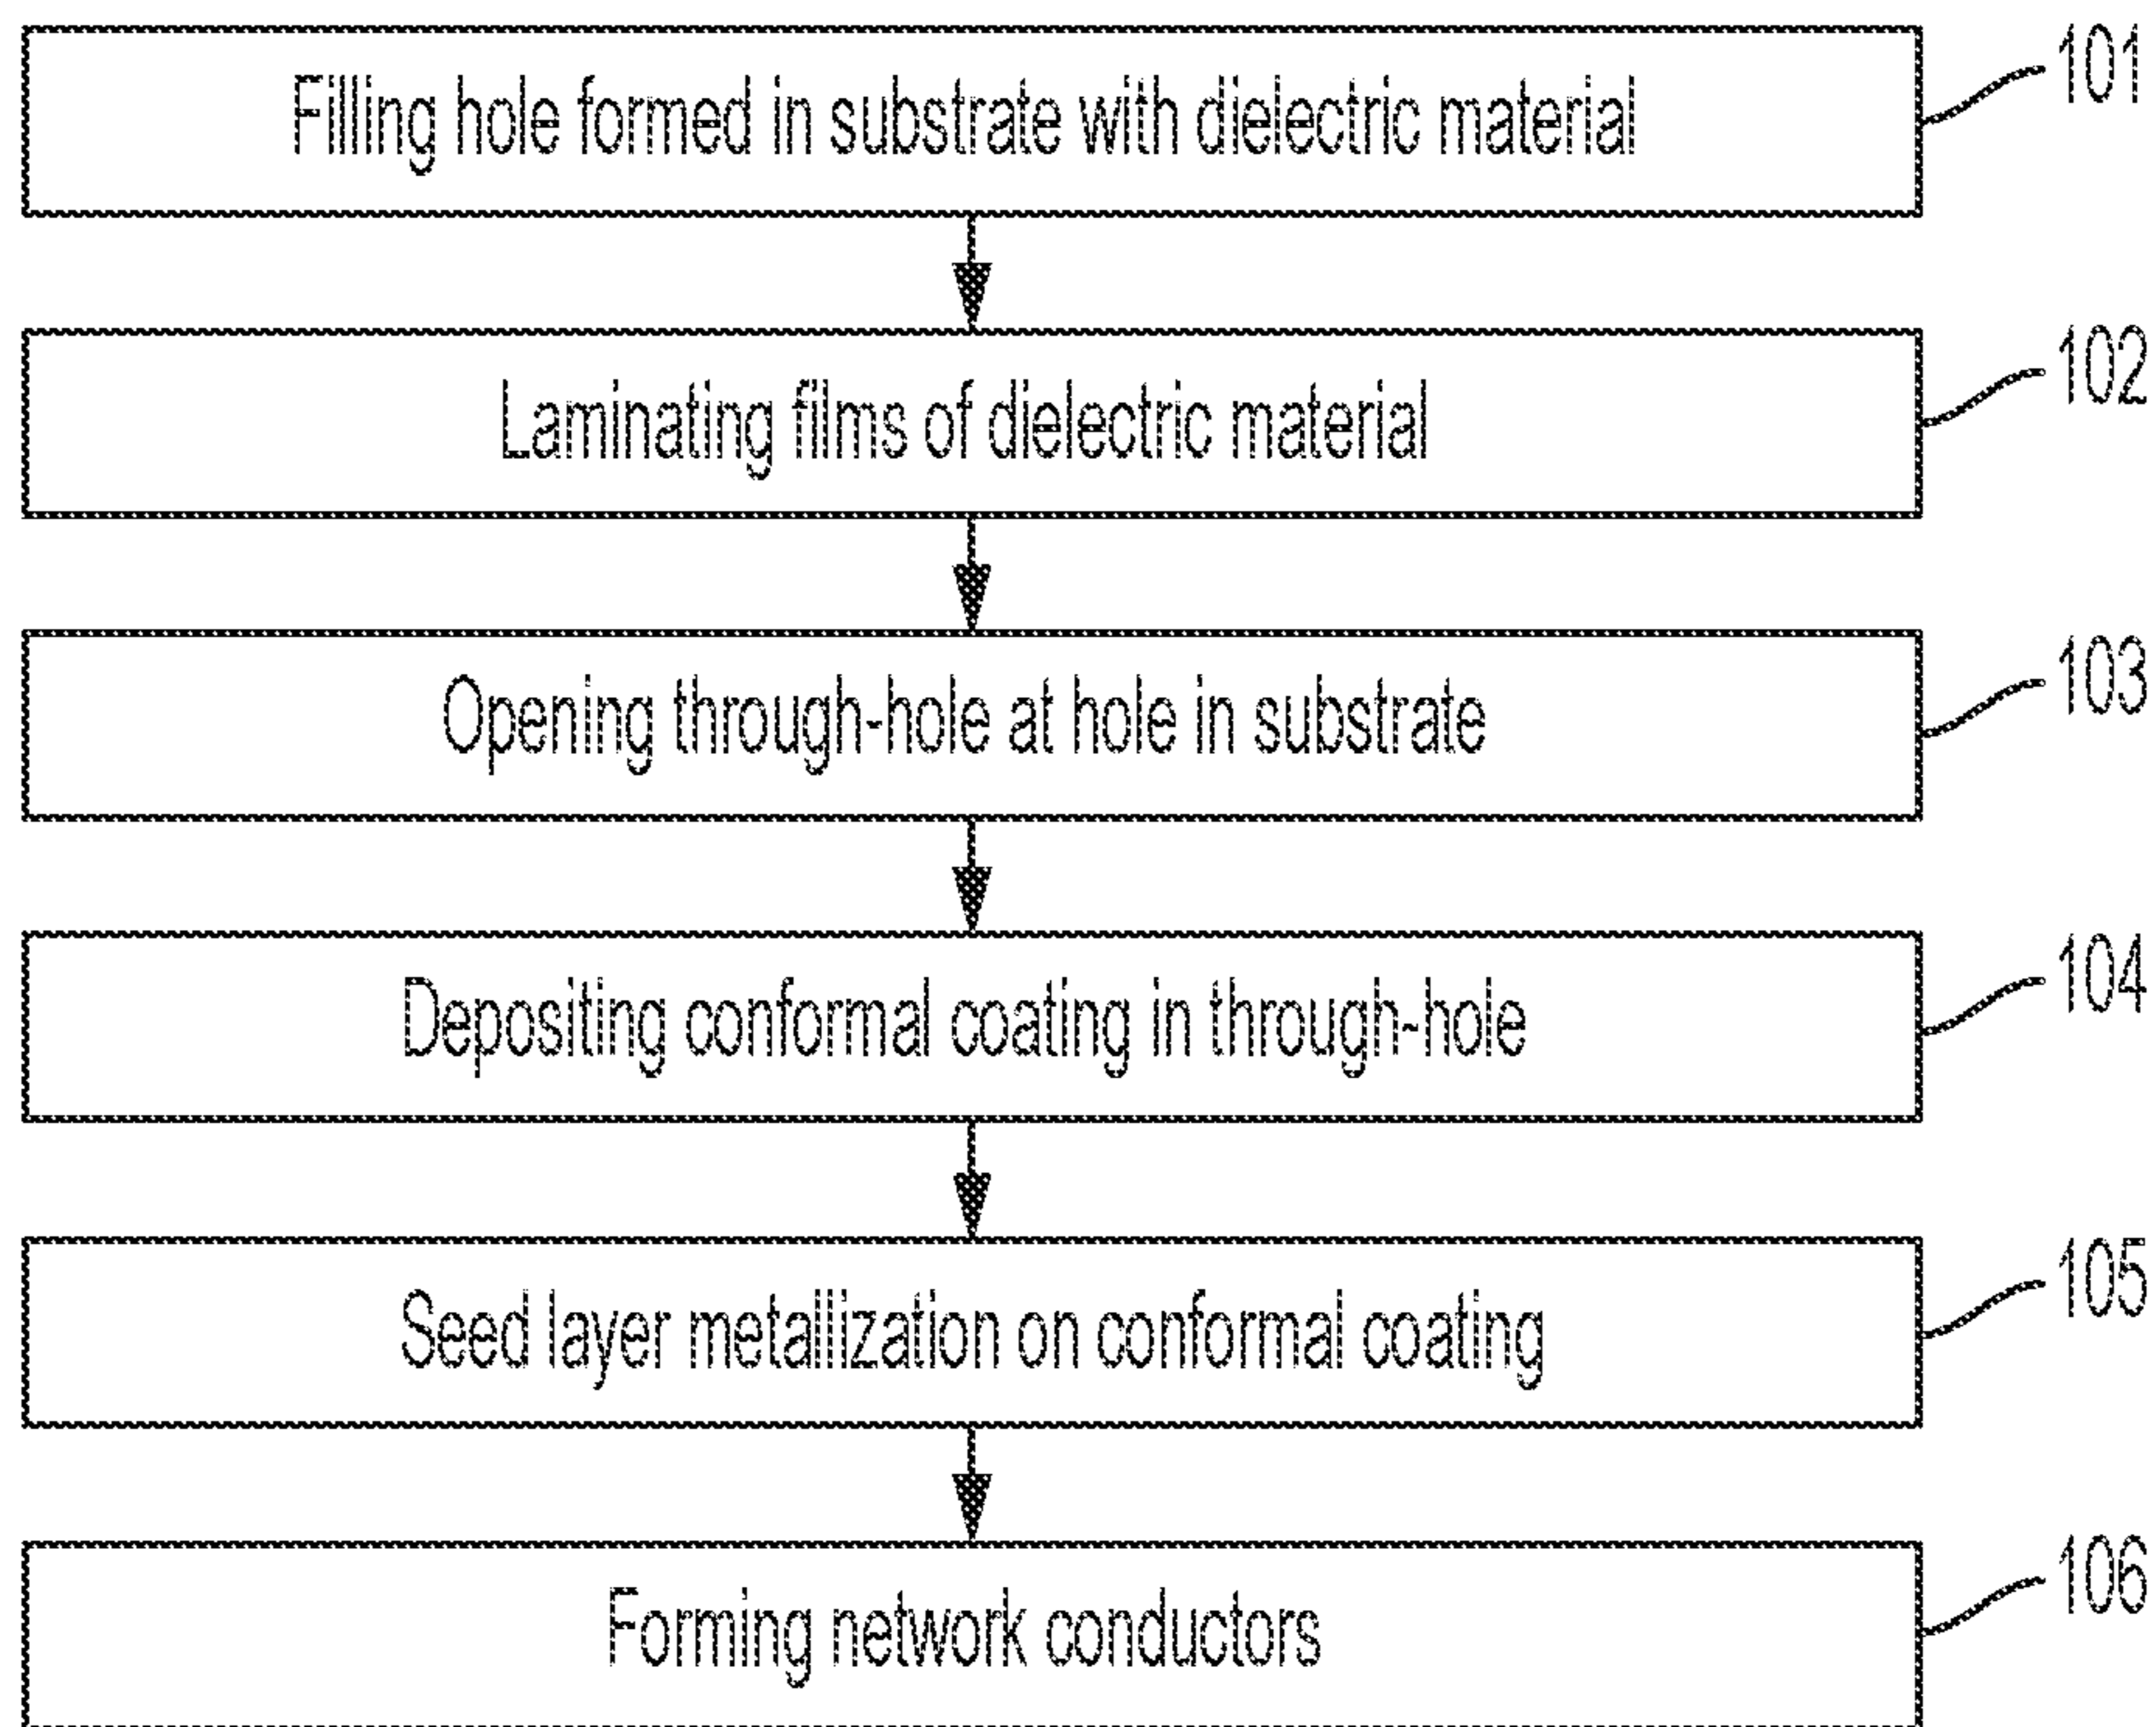 Filling hole formed in substrate with dielectric material
101
Laminating films of dielectric material
102
Opening through-hole at hole in substrate
103
Depositing conformal coating in through-hole
104
Seed layer metallization on conformal coating
105
Forming network conductors
106